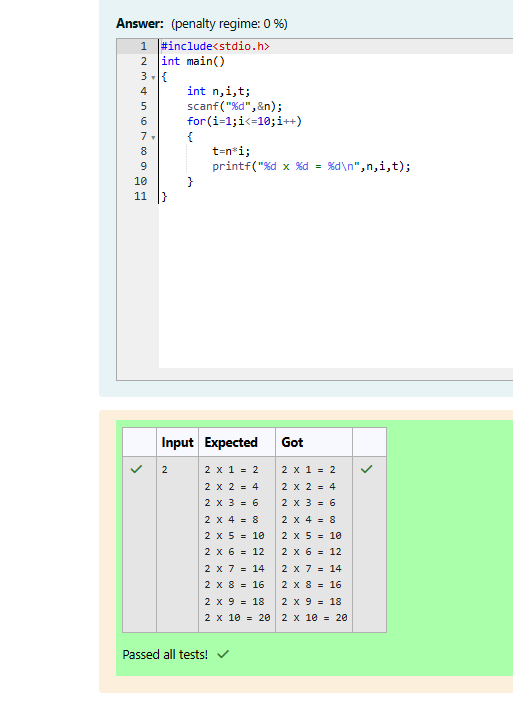 Answer: (penalty regime: 0 %)
1 #include<stdio.h>
2 int main()
3 {
4     int n,i,t;
5     scanf("%d",&n);
6     for(i=1;i<=10;i++)
7     {
8         t=n*i;
9         printf("%d x %d = %d\n",n,i,t);
10     }
11 }
Input Expected Got
2 2 x 1 = 2 2 x 1 = 2
2 x 2 = 4 2 x 2 = 4
2 x 3 = 6 2 x 3 = 6
2 x 4 = 8 2 x 4 = 8
2 x 5 = 10 2 x 5 = 10
2 x 6 = 12 2 x 6 = 12
2 x 7 = 14 2 x 7 = 14
2 x 8 = 16 2 x 8 = 16
2 x 9 = 18 2 x 9 = 18
2 x 10 = 20 2 x 10 = 20
Passed all tests!